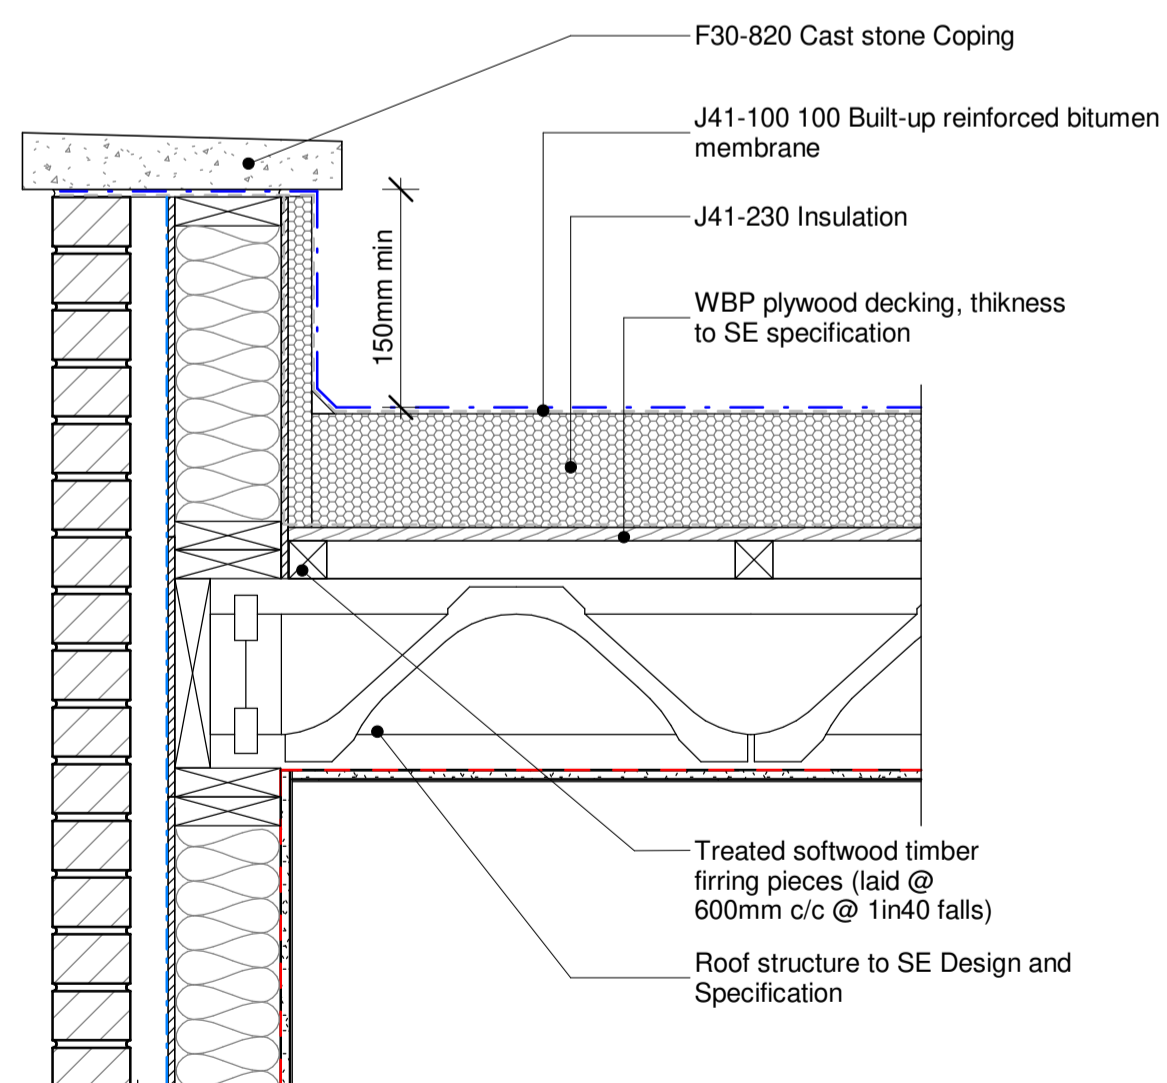 F30-820 Cast stone Coping
J41-100 100 Built-up reinforced bitumen
membrane
J41-230 Insulation
WBP plywood decking, thikness
to SE specification
150mm min
Treated softwood timber
firring pieces (laid @
600mm c/c @ 1in40 falls)
Roof structure to SE Design and
Specification